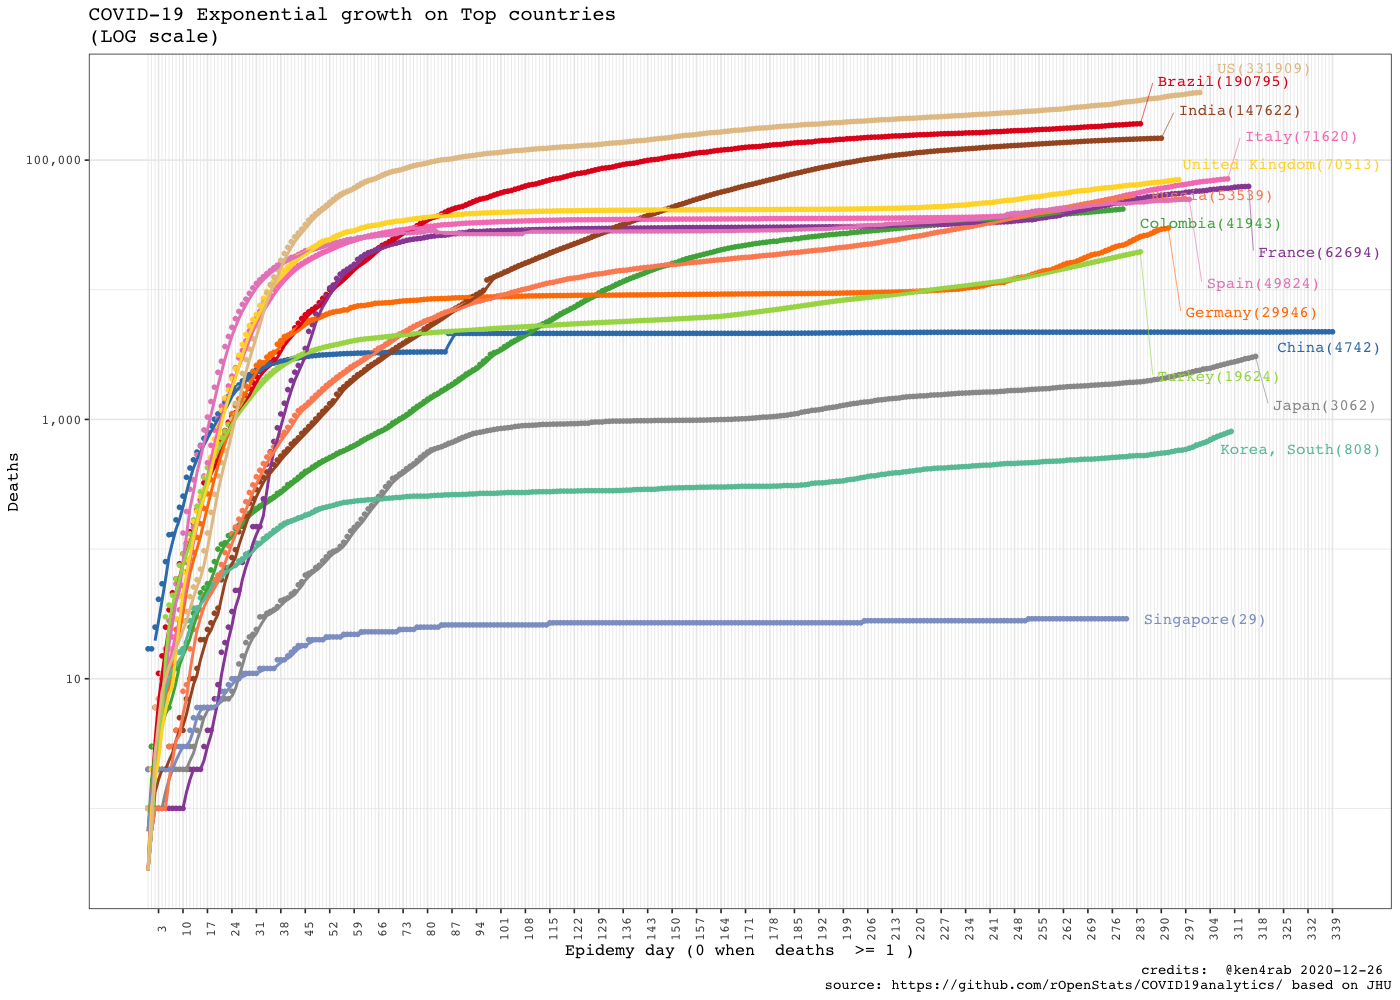 COVID-19 Exponential growth on Top countries
(LOG scale)
US(331909)
Brazil(190795)
India(147622)
Italy(71620)
100,000
United Kingdom(70513)
(53539)
Colombia(41943)
France(62694)
Spain(49824)
Germany(29946)
China(4742)
Turkey(19624)
Japan(3062)
1,000
Korea, South(808)
Deaths
Singapore(29)
10
3 10 17 24 31 38 45 52 59 66 73 80 87 94 101 108 115 122 129 136 143 150 157 164 171 178 185 192 199 206 213 220 227 234 241 248 255 262 269 276 283 290 297 304 311 318 325 332 339
Epidemy day (0 when deaths >= 1 )
credits: @ken4rab 2020-12-26
source: https://github.com/rOpenStats/COVID19analytics/ based on JHU